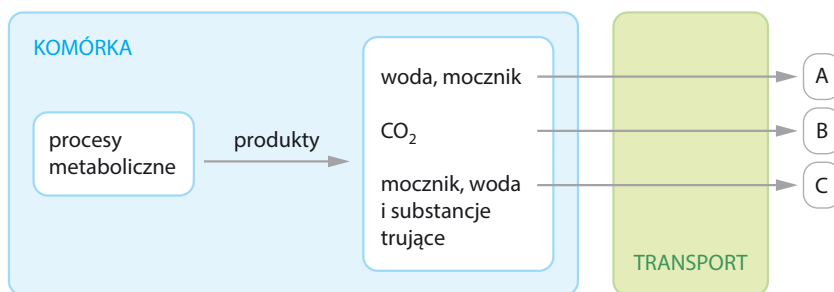 KOMÓRKA
procesy
metaboliczne
produkty
woda, mocznik
CO₂
mocznik, woda
i substancje
trujące
TRANSPORT
A
B
C